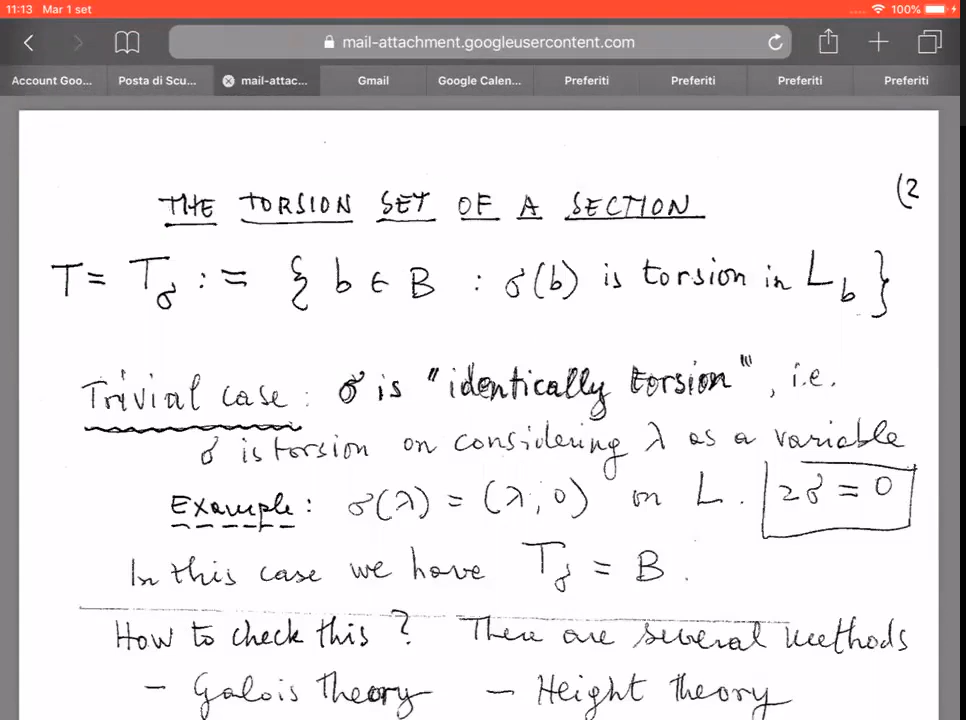 11:13 Mar 1 set 100%
mail-attachment.googleusercontent.com
Account Goo... Posta di Scu... mail-attac... Gmail Google Calen... Preferiti Preferiti Preferiti Preferiti
(2
THE TORSION SET OF A SECTION
T = T_σ := { b ∈ B : σ(b) is torsion in L_b }
Trivial case: σ is "identically torsion", i.e.
σ is torsion on considering λ as a variable
Example: σ(λ) = (λ, 0) on L. 2σ = 0
In this case we have T_σ = B.
How to check this? There are several methods
- Galois theory - Height theory